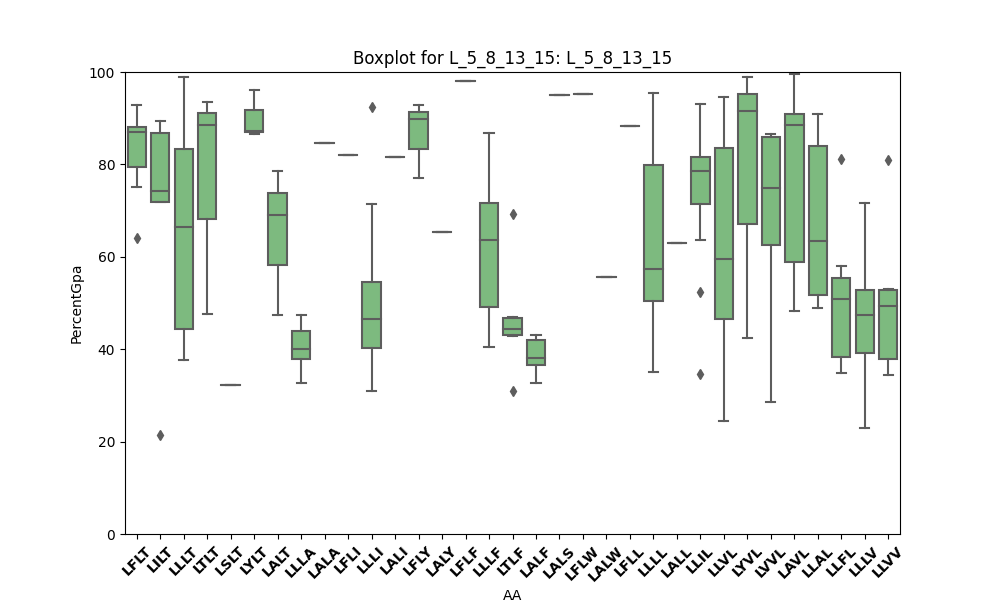 Boxplot for L_5_8_13_15: L_5_8_13_15
100
80
60
40
20
0
PercentGpa
LFLT LILT LLLT LTLT LSLT LYLT LALT LLLA LALA LFLI LLLI LALI LFLY LALY LFLF LLLF LTLF LALF LALS LFLW LALW LFLL LLLL LALL LLIL LLVL LYVL LVVL LAVL LLAL LLFL LLLV LLVV
AA